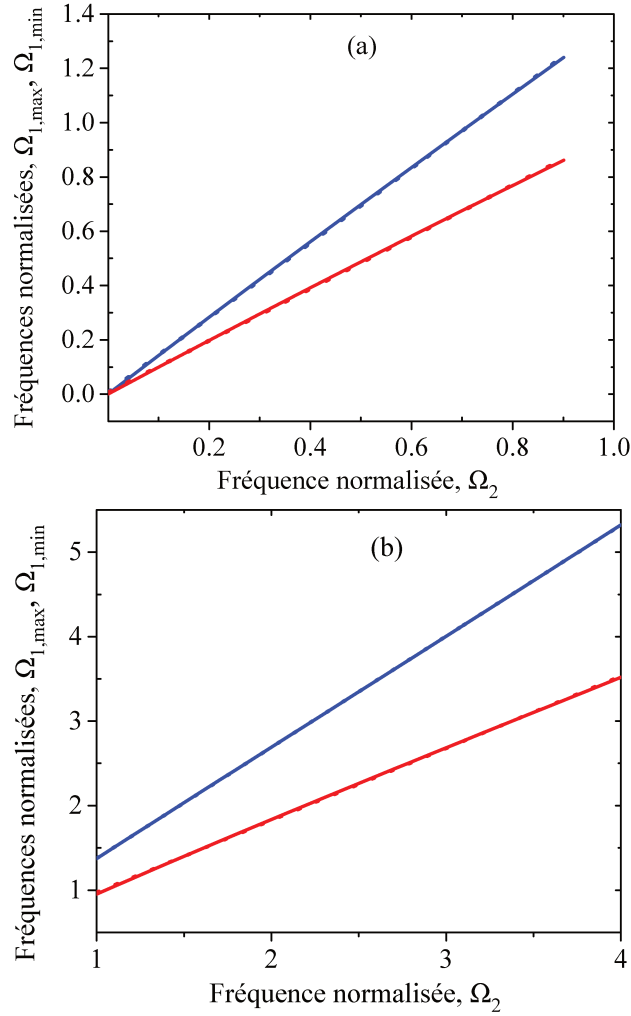 (a)
Fréquences normalisées, Ω1,max, Ω1,min
1.4
1.2
1.0
0.8
0.6
0.4
0.2
0.0
0.2 0.4 0.6 0.8 1.0
Fréquence normalisée, Ω2
(b)
Fréquences normalisées, Ω1,max, Ω1,min
5
4
3
2
1
1 2 3 4
Fréquence normalisée, Ω2